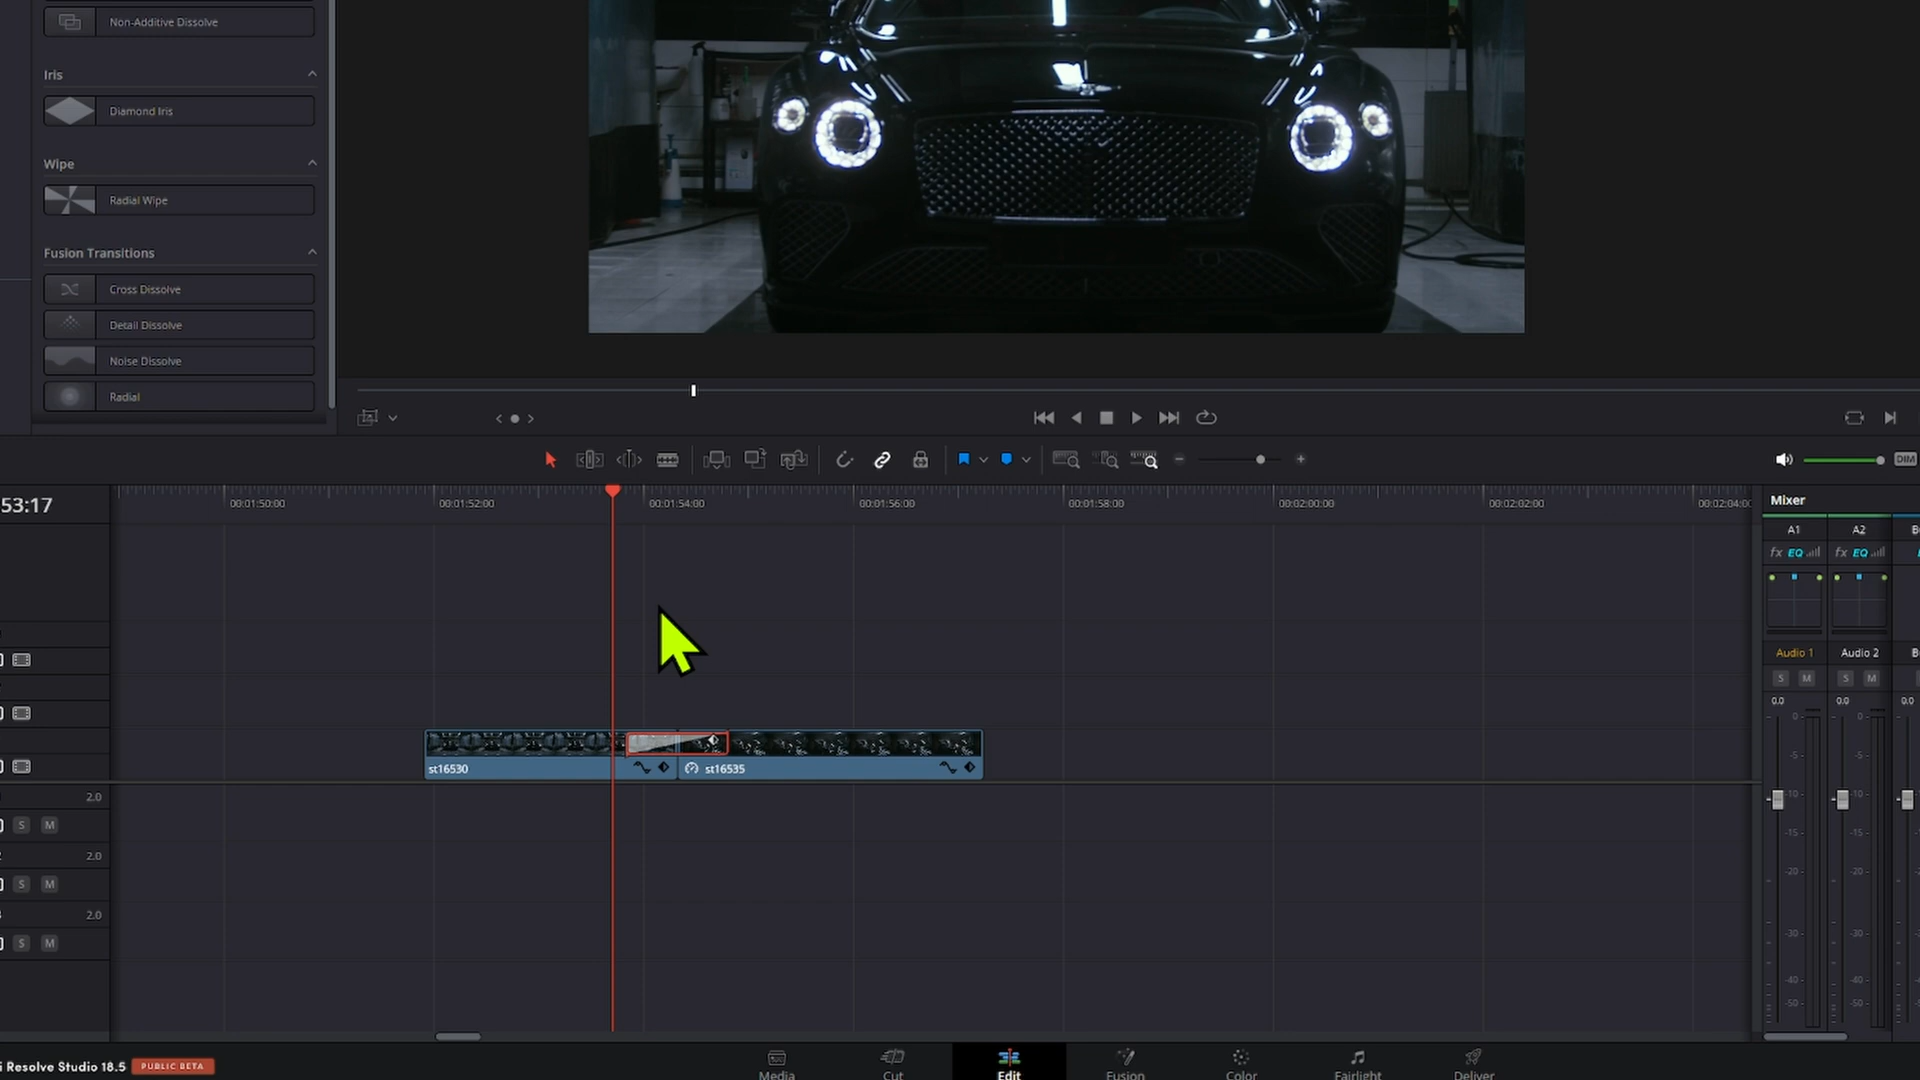 Non-Additive Dissolve
Iris
Diamond Iris
Wipe
Radial Wipe
Fusion Transitions
Cross Dissolve
Detail Dissolve
Noise Dissolve
Radial
DIM
53:17
00:01:50:00
00:01:52:00
00:01:54:00
00:01:56:00
00:01:58:00
00:02:00:00
00:02:02:00
00:02:04:00
Mixer
A1
A2
fx EQ
fx EQ
Audio 1
Audio 2
S M
S M
0.0
0.0
0.0
0
-5
-10
-15
-20
-30
-40
-50
0
-5
-10
-15
-20
-30
-40
-50
st16530
st16535
2.0
S M
2.0
S M
2.0
S M
i Resolve Studio 18.5
PUBLIC BETA
Media
Cut
Edit
Fusion
Color
Fairlight
Deliver